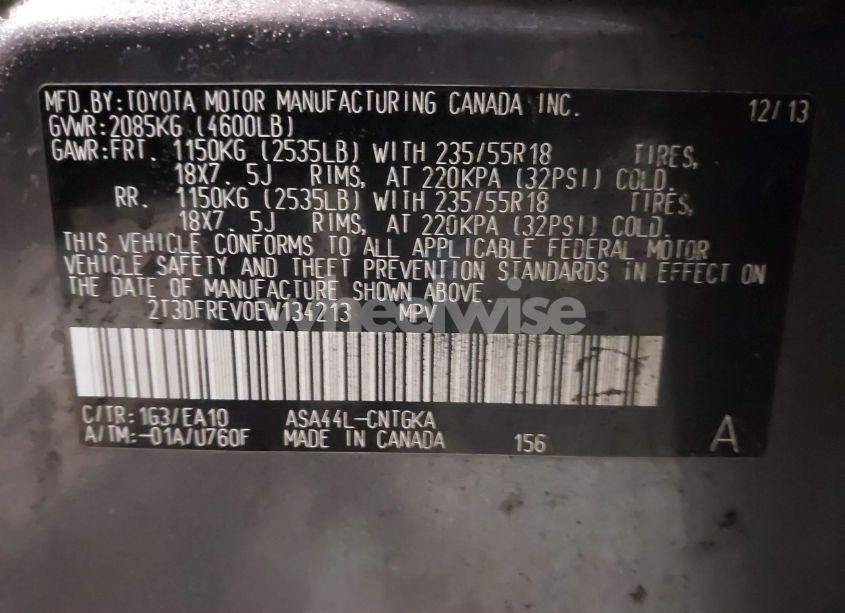 MFD.BY:TOYOTA MOTOR MANUFACTURING CANADA INC. 12/13
GVWR:2085KG (4600LB)
GAWR:FRT. 1150KG (2535LB) WITH 235/55R18 TIRES,
18X7.5J RIMS, AT 220KPA (32PSI) COLD.
RR. 1150KG (2535LB) WITH 235/55R18 TIRES,
18X7.5J RIMS, AT 220KPA (32PSI) COLD.
THIS VEHICLE CONFORMS TO ALL APPLICABLE FEDERAL MOTOR
VEHICLE SAFETY AND THEFT PREVENTION STANDARDS IN EFFECT ON
THE DATE OF MANUFACTURE SHOWN ABOVE.
2T3DFREV0EW134213 MPV
wheelwise
C/TR:1G3/EA10 ASA44L-CNTGKA
A/TM:-01A/U760F MADE IN CANADA 156 A